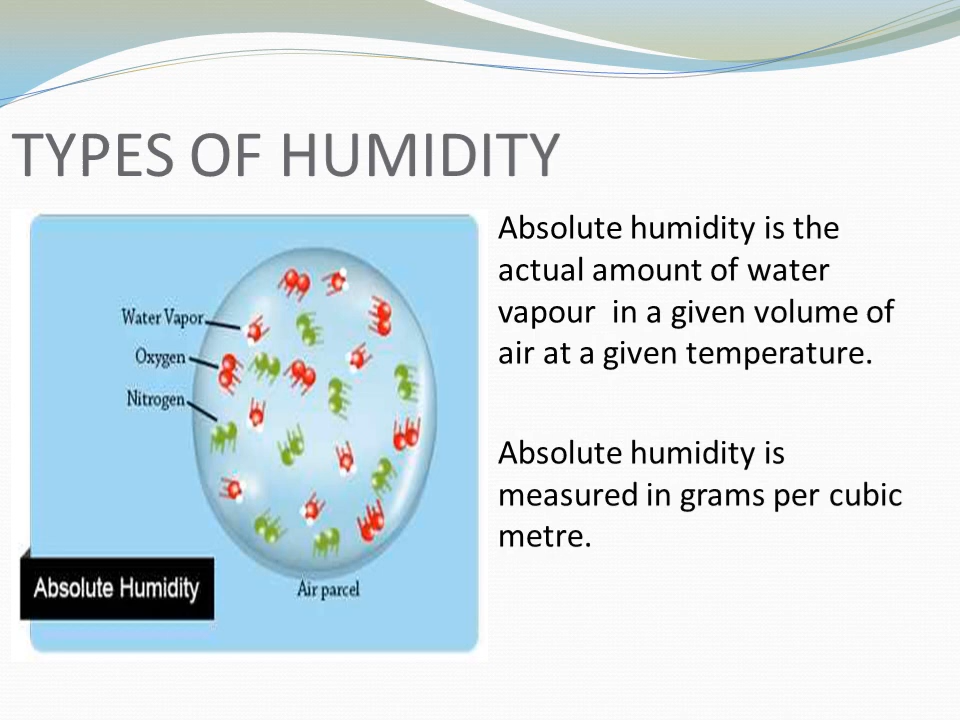 TYPES OF HUMIDITY
Water Vapor
Oxygen
Nitrogen
Air parcel
Absolute Humidity
Absolute humidity is the
actual amount of water
vapour  in a given volume of
air at a given temperature.
Absolute humidity is
measured in grams per cubic
metre.